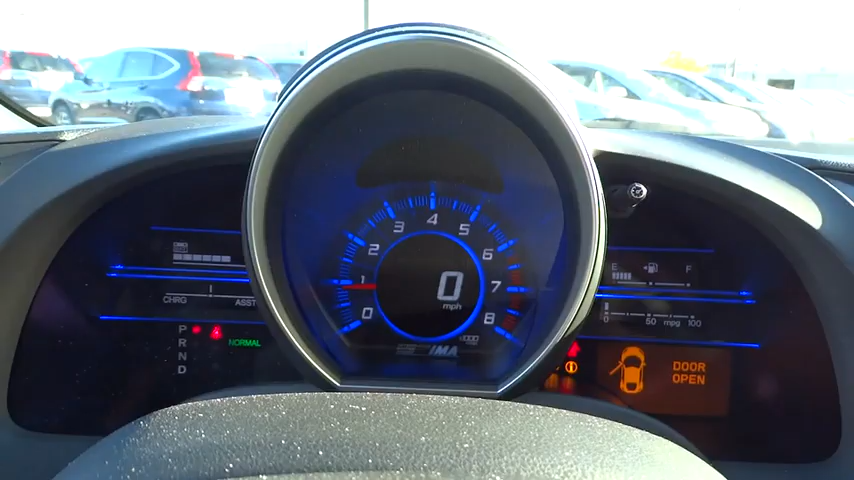 4
3 5
2 6
1 7
0 8
0
mph
x1000
IMA
CHRG ASST
P
R
N
D
NORMAL
E F
0 50 mpg 100
DOOR
OPEN